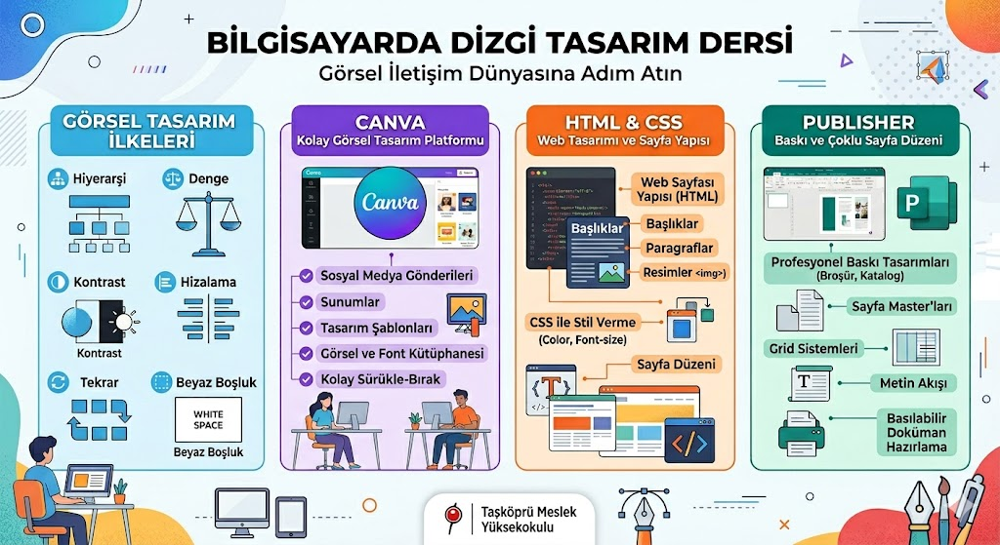 BİLGİSAYARDA DİZGİ TASARIM DERSİ
Görsel İletişim Dünyasına Adım Atın
GÖRSEL TASARIM
İLKELERİ
Hiyerarşi
Denge
Kontrast
Hizalama
Kontrast
Tekrar
Beyaz Boşluk
WHITE
SPACE
Beyaz Boşluk
CANVA
Kolay Görsel Tasarım Platformu
Canva
Sosyal Medya Gönderileri
Sunumlar
Tasarım Şablonları
Görsel ve Font Kütüphanesi
Kolay Sürükle-Bırak
HTML & CSS
Web Tasarımı ve Sayfa Yapısı
Başlıklar
Web Sayfası
Yapısı (HTML)
Başlıklar
Paragraflar
Resimler <img>)
CSS ile Stil Verme
(Color, Font-size)
Sayfa Düzeni
{T}
</>
</>
PUBLISHER
Baskı ve Çoklu Sayfa Düzeni
P
Profesyonel Baskı Tasarımları
(Broşür, Katalog)
Sayfa Master'ları
Grid Sistemleri
T
Metin Akışı
Basılabilir
Doküman
Hazırlama
Taşköprü Meslek
Yüksekokulu